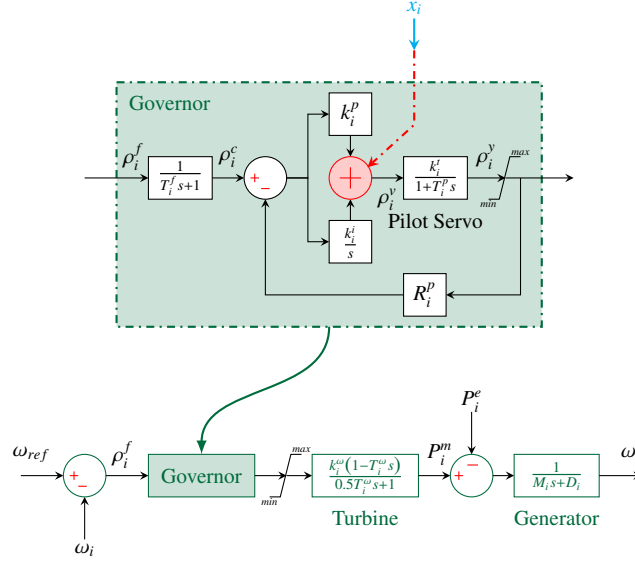 x_i
Governor
k_i^p
ρ_i^f
1
T_i^f s+1
ρ_i^c
+
-
+
ρ_i^v
k_i^t
1+T_i^p s
ρ_i^y
max
min
Pilot Servo
k_i^i
s
R_i^p
P_i^e
ω_ref
+
-
ρ_i^f
Governor
max
min
k_i^ω(1-T_i^ω s)
0.5T_i^ω s+1
P_i^m
-
+
1
M_i s+D_i
ω
Turbine
Generator
ω_i